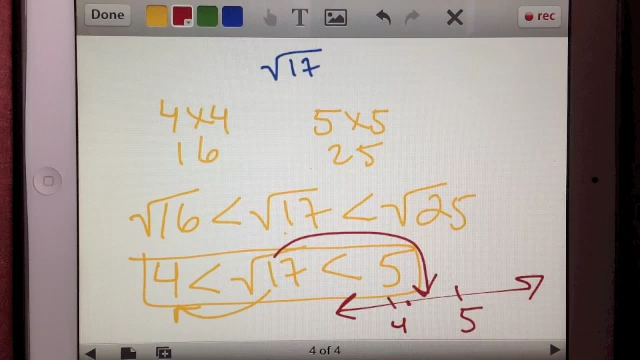 Done T rec
√17
4×4 5×5
16 25
√16 < √17 < √25
4 < √17 < 5
4 5
4 of 4